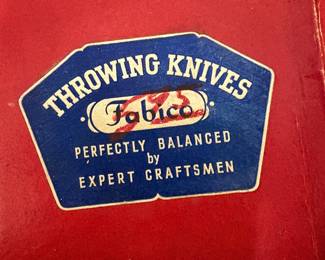 THROWING KNIVES
Fabico
PERFECTLY BALANCED
by
EXPERT CRAFTSMEN